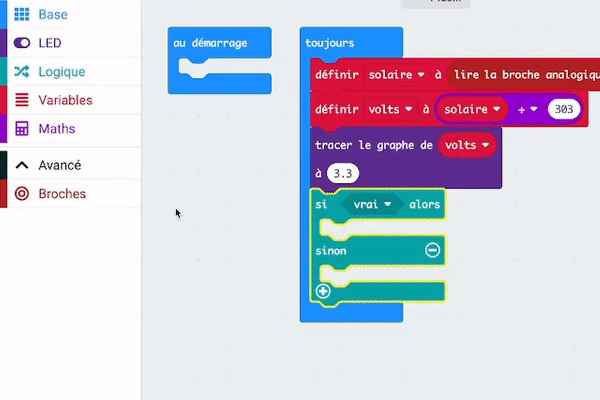 Base
LED
Logique
Variables
Maths
Avancé
Broches
au démarrage
toujours
définir solaire à lire la broche
définir volts à solaire ÷ 303
tracer le graphe de volts
à 3.3
si vrai alors
sinon